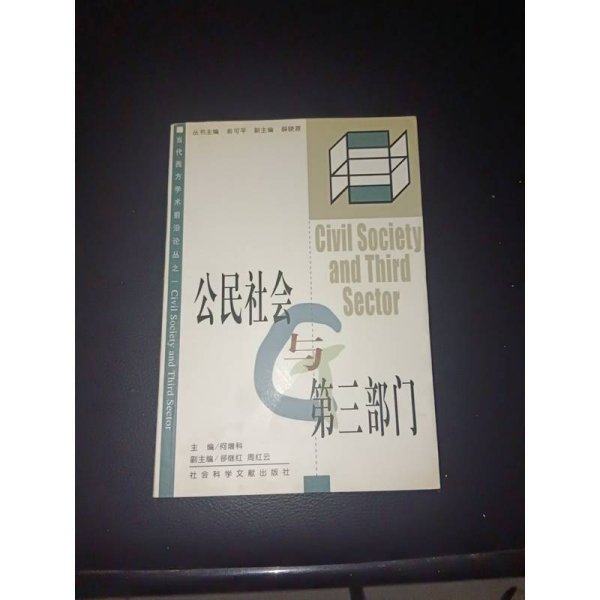 丛书主编 俞可平 副主编 薛晓源
当代西方学术前沿论丛之一 Civil Society and Third Sector
Civil Society
and Third
Sector
公民社会
与
第三部门
主 编/何增科
副主编/郤继红 周红云
社会科学文献出版社